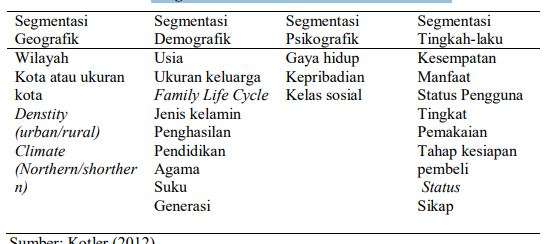 Segmentasi Segmentasi Segmentasi Segmentasi
Geografik Demografik Psikografik Tingkah-laku
Wilayah Usia Gaya hidup Kesempatan
Kota atau ukuran Ukuran keluarga Kepribadian Manfaat
kota Family Life Cycle Kelas sosial Status Pengguna
Denstity Jenis kelamin Tingkat
(urban/rural) Penghasilan Pemakaian
Climate Pendidikan Tahap kesiapan
(Northern/shorther Agama pembeli
n) Suku Status
Generasi Sikap
Sumber: Kotler (2012)